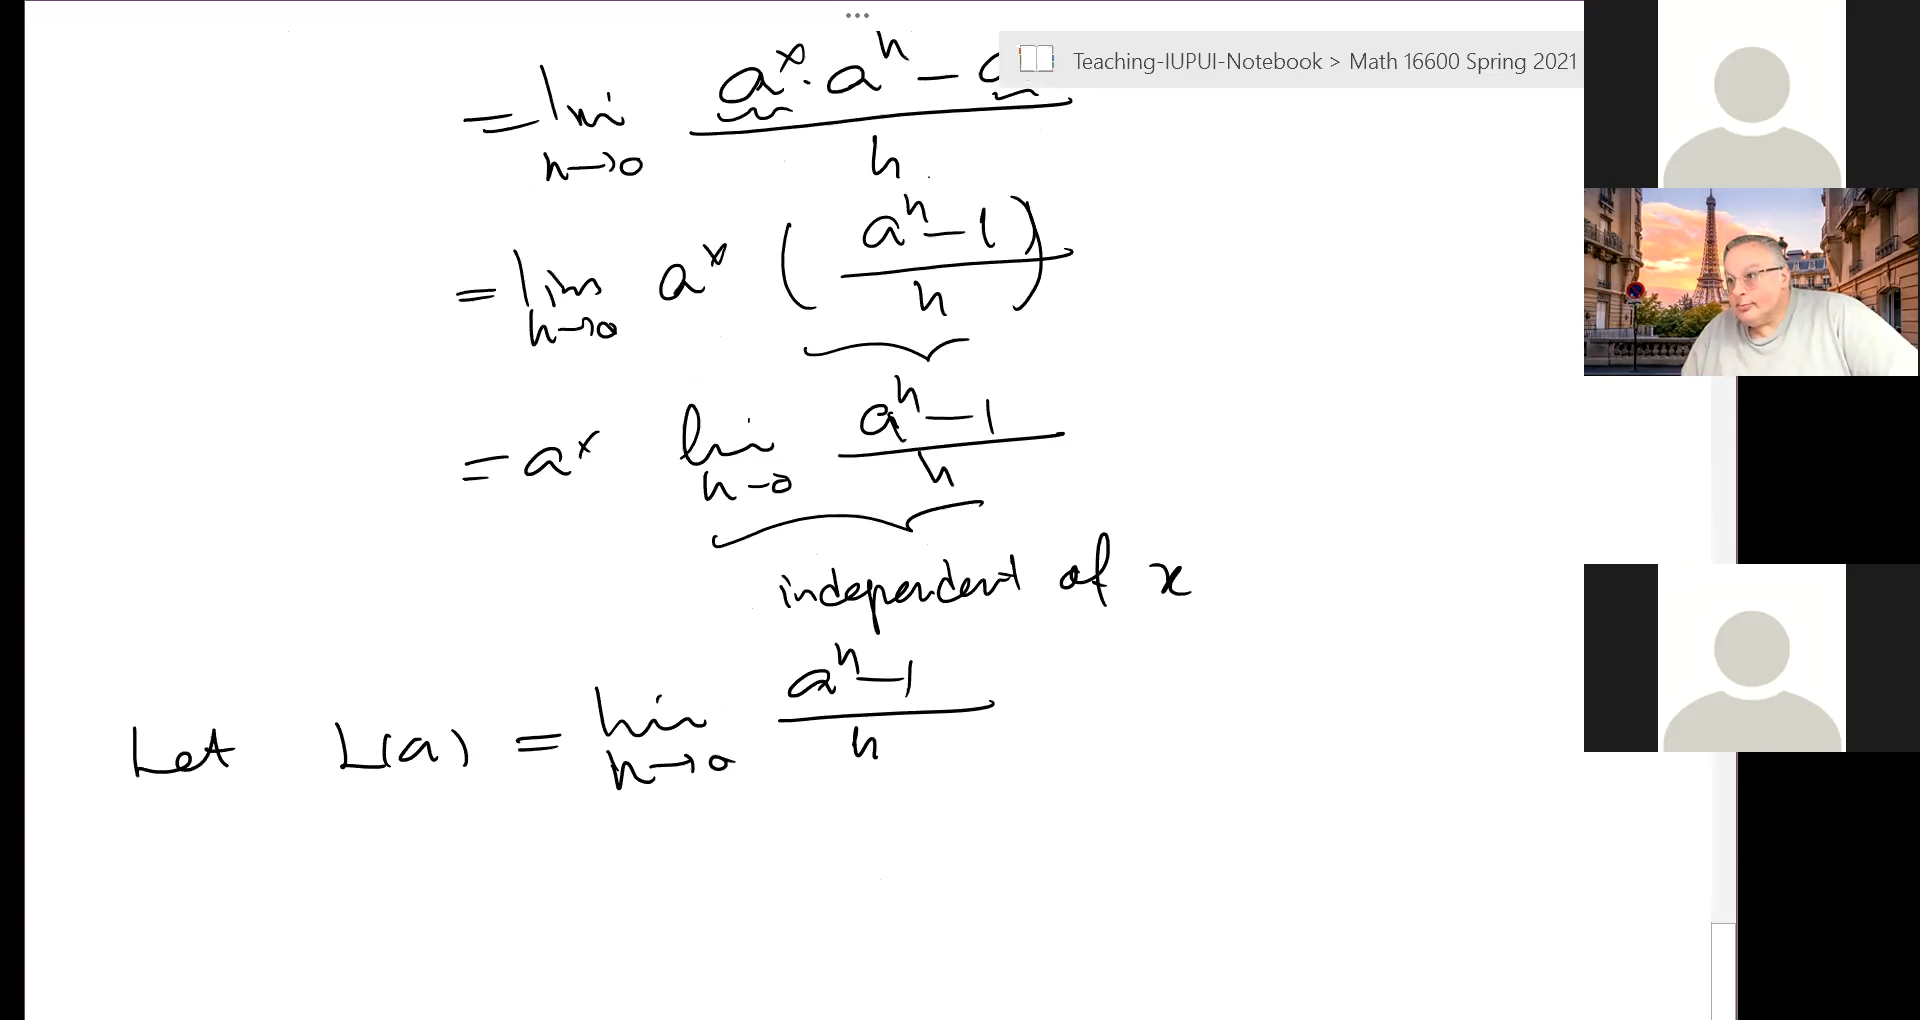 Teaching-IUPUI-Notebook > Math 16600 Spring 2021
= lim h→0 (a^x · a^h −) / h
= lim h→0 a^x ( (a^h − 1) / h )
= a^x lim h→0 (a^h − 1) / h
independent of x
Let L(a) = lim h→0 (a^h − 1) / h